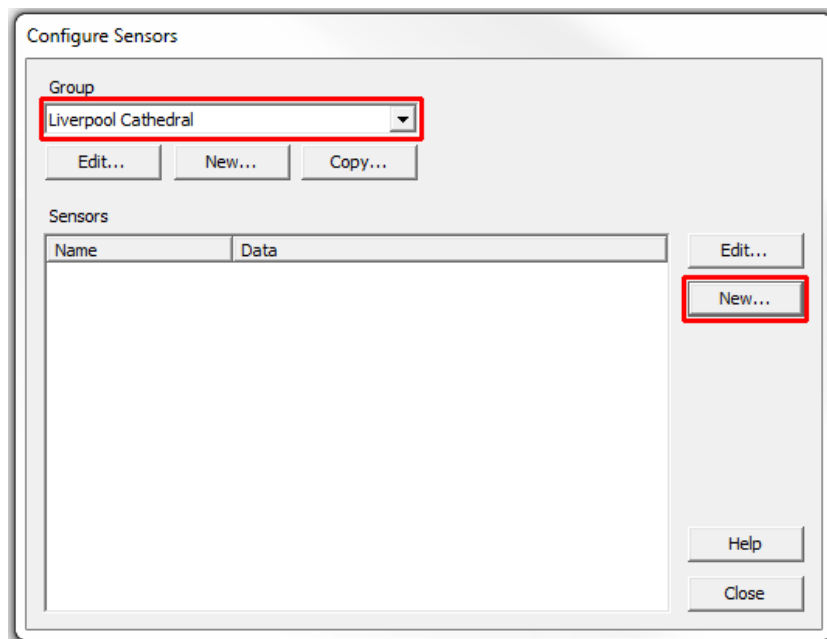 Configure Sensors
Group
Liverpool Cathedral
Edit... New... Copy...
Sensors
Name Data
Edit...
New...
Help
Close